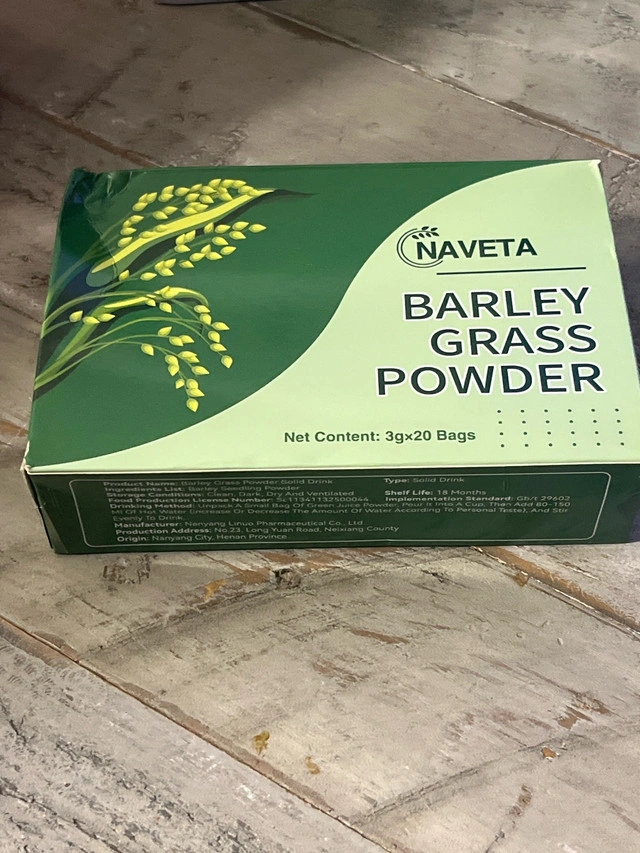 NAVETA
BARLEY
GRASS
POWDER
Net Content: 3g×20 Bags
Product Name: Barley Grass Powder Solid Drink
Type: Solid Drink
Ingredients List: Barley Seedling Powder
Storage Conditions: Clean, Dark, Dry And Ventilated
Shelf Life: 18 Months
Food Production License Number: Sc11341132500044
Implementation Standard: Gb/t 29602
Drinking Method: Unpack A Small Bag Of Green Juice Powder, Pour It Into A Cup, Then Add 80-150
Ml Of Hot Water (increase Or Decrease The Amount Of Water According To Personal Taste), And Stir
Evenly To Drink.
Manufacturer: Nanyang Linuo Pharmaceutical Co., Ltd
Production Address: No.23, Long Yuan Road, Neixiang County
Origin: Nanyang City, Henan Province